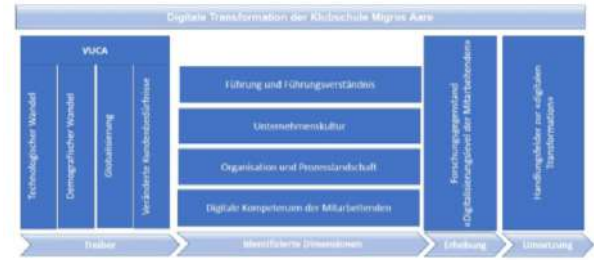 Digitale Transformation der Klubschule Migros Aare
VUCA
Technologischer Wandel
Demografischer Wandel
Globalisierung
Veränderte Kundenbedürfnisse
Führung und Führungsverständnis
Unternehmenskultur
Organisation und Prozesslandschaft
Digitale Kompetenzen der Mitarbeitenden
Forschungsgegenstand
«Digitalisierungslevel der Mitarbeitenden»
Handlungsfelder zur «digitalen
Transformation»
Treiber
Identifizierte Dimensionen
Erhebung
Umsetzung